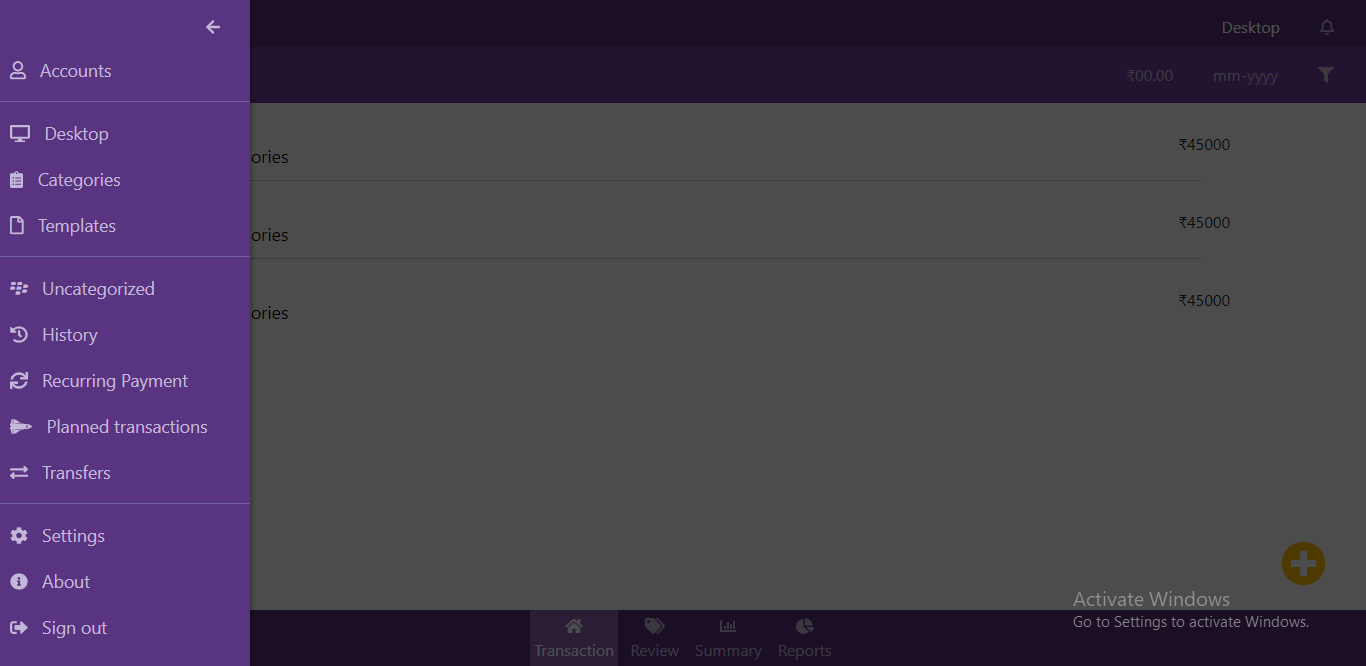 Accounts
Desktop
Categories
Templates
Uncategorized
History
Recurring Payment
Planned transactions
Transfers
Settings
About
Sign out
Desktop
₹00.00 mm-yyyy
ories ₹45000
ories ₹45000
ories ₹45000
Activate Windows
Go to Settings to activate Windows.
Transaction Review Summary Reports